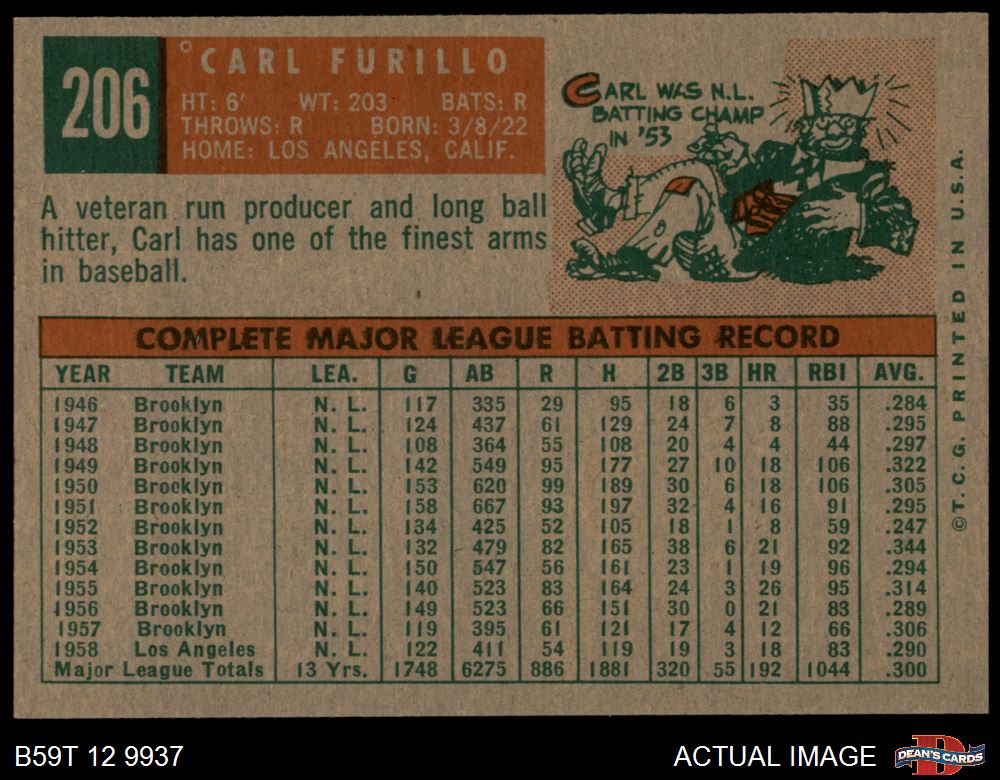 206
CARL FURILLO
HT: 6' WT: 203 BATS: R
THROWS: R BORN: 3/8/22
HOME: LOS ANGELES, CALIF.
CARL WAS N.L.
BATTING CHAMP
IN '53
A veteran run producer and long ball
hitter, Carl has one of the finest arms
in baseball.
COMPLETE MAJOR LEAGUE BATTING RECORD
YEAR TEAM LEA. G AB R H 2B 3B HR RBI AVG.
1946 Brooklyn N. L. 117 335 29 95 18 6 3 35 .284
1947 Brooklyn N. L. 124 437 61 129 24 7 8 88 .295
1948 Brooklyn N. L. 108 364 55 108 20 4 4 44 .297
1949 Brooklyn N. L. 142 549 95 177 27 10 18 106 .322
1950 Brooklyn N. L. 153 620 99 189 30 6 18 106 .305
1951 Brooklyn N. L. 158 667 93 197 32 4 16 91 .295
1952 Brooklyn N. L. 134 425 52 105 18 1 8 59 .247
1953 Brooklyn N. L. 132 479 82 165 38 6 21 92 .344
1954 Brooklyn N. L. 150 547 56 161 23 1 19 96 .294
1955 Brooklyn N. L. 140 523 83 164 24 3 26 95 .314
1956 Brooklyn N. L. 149 523 66 151 30 0 21 83 .289
1957 Brooklyn N. L. 119 395 61 121 17 4 12 66 .306
1958 Los Angeles N. L. 122 411 54 119 19 3 18 83 .290
Major League Totals 13 Yrs. 1748 6275 886 1881 320 55 192 1044 .300
© T. C. G. PRINTED IN U.S.A.
B59T 12 9937
ACTUAL IMAGE
DEAN'S CARDS